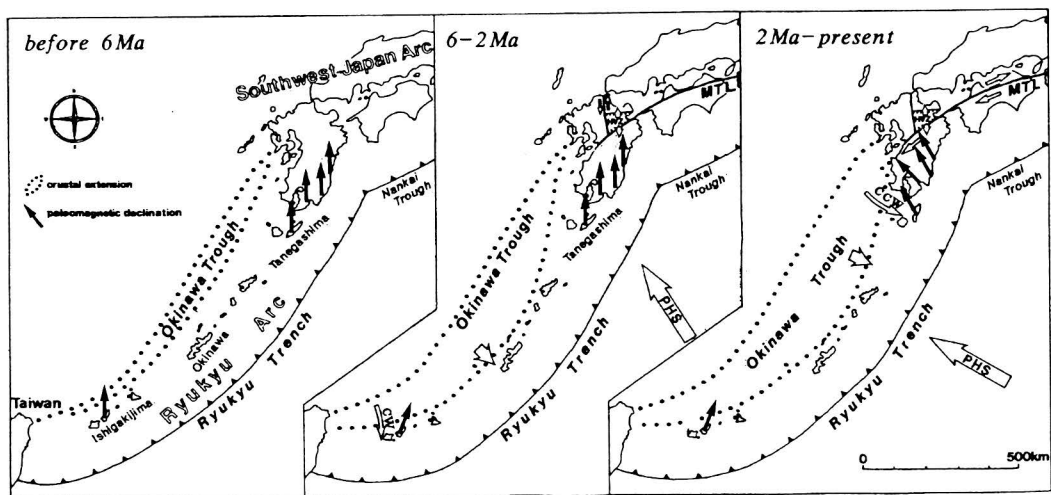 before 6Ma
Southwest-Japan Arc
crustal extension
paleomagnetic declination
Nankai
Trough
Tanegashima
Okinawa Trough
Okinawa
Ryukyu Arc
Ryukyu Trench
Taiwan
Ishigakijima
6-2Ma
MTL
Nankai
Trough
Tanegashima
Okinawa Trough
PHS
Ryukyu Trench
CW
2Ma-present
MTL
Nankai
Trough
CCW
Okinawa Trough
PHS
Ryukyu Trench
0 500km